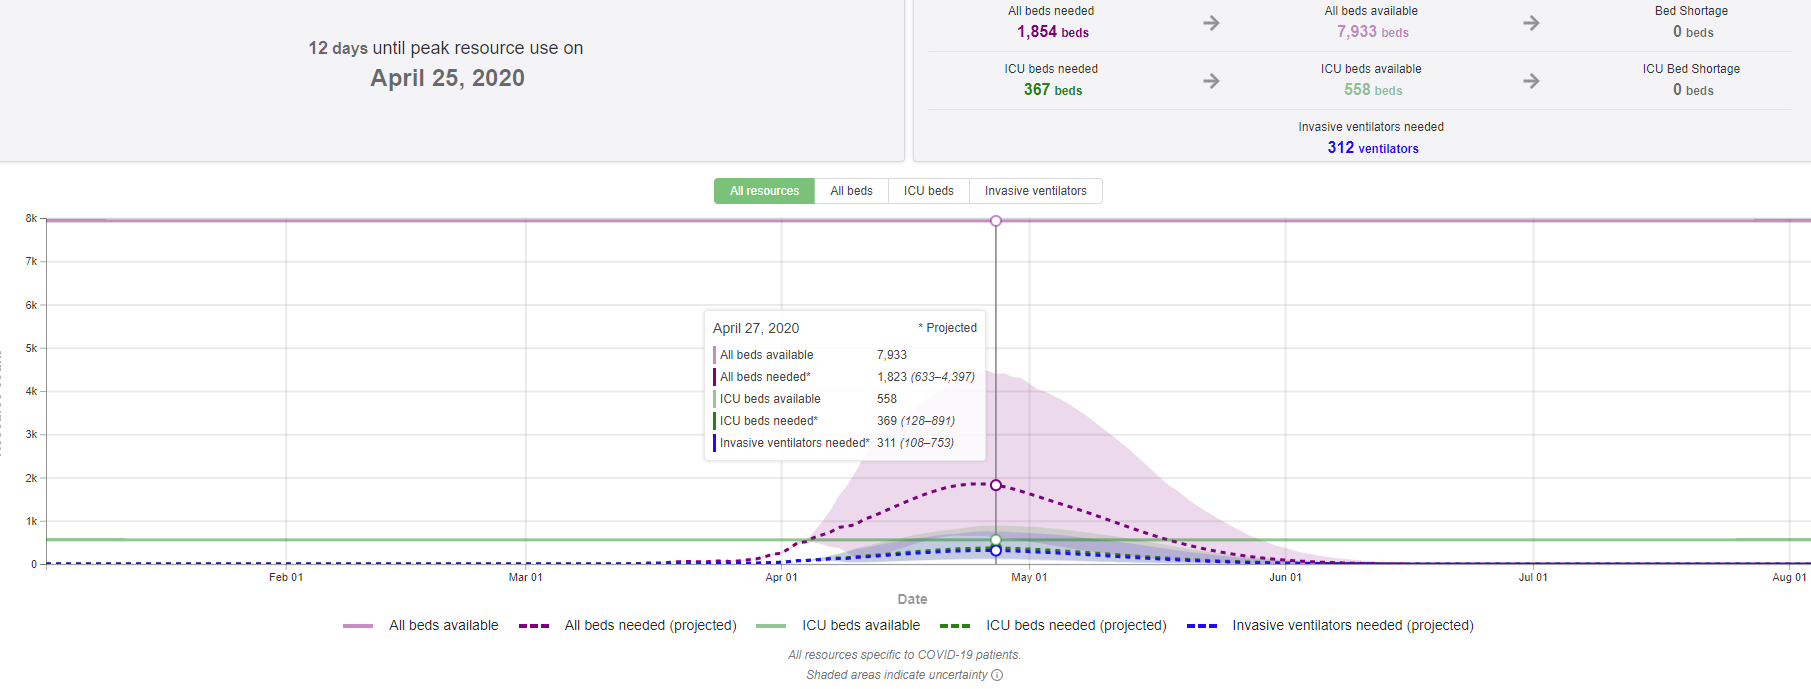 12 days until peak resource use on
April 25, 2020
All beds needed
1,854 beds
All beds available
7,933 beds
Bed Shortage
0 beds
ICU beds needed
367 beds
ICU beds available
558 beds
ICU Bed Shortage
0 beds
Invasive ventilators needed
312 ventilators
All resources All beds ICU beds Invasive ventilators
8k
7k
6k
5k
4k
3k
2k
1k
0
April 27, 2020 * Projected
All beds available 7,933
All beds needed* 1,823 (633–4,397)
ICU beds available 558
ICU beds needed* 369 (128–891)
Invasive ventilators needed* 311 (108–753)
Feb 01 Mar 01 Apr 01 May 01 Jun 01 Jul 01 Aug 01
Date
All beds available All beds needed (projected) ICU beds available ICU beds needed (projected) Invasive ventilators needed (projected)
All resources specific to COVID-19 patients.
Shaded areas indicate uncertainty